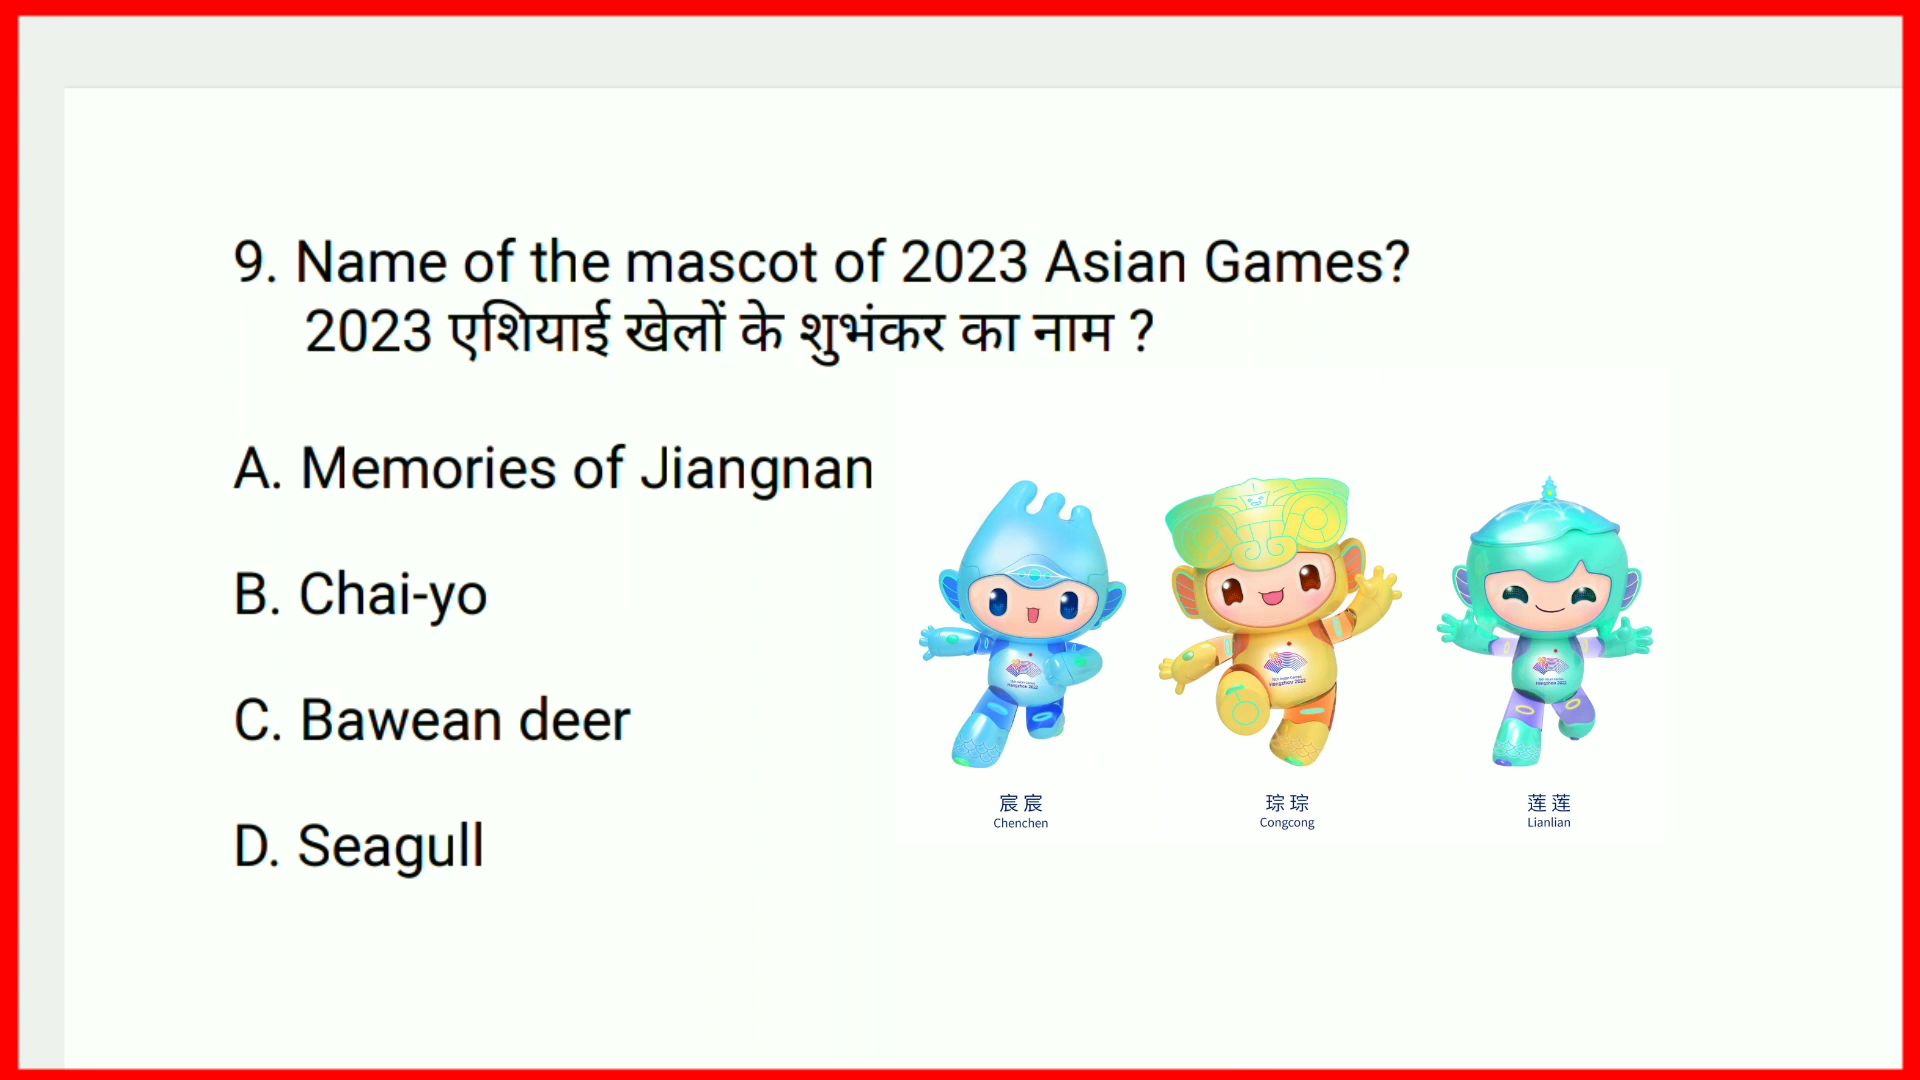 9. Name of the mascot of 2023 Asian Games?
2023 एशियाई खेलों के शुभंकर का नाम ?
A. Memories of Jiangnan
B. Chai-yo
C. Bawean deer
D. Seagull
宸宸 琮琮 莲莲
Chenchen Congcong Lianlian